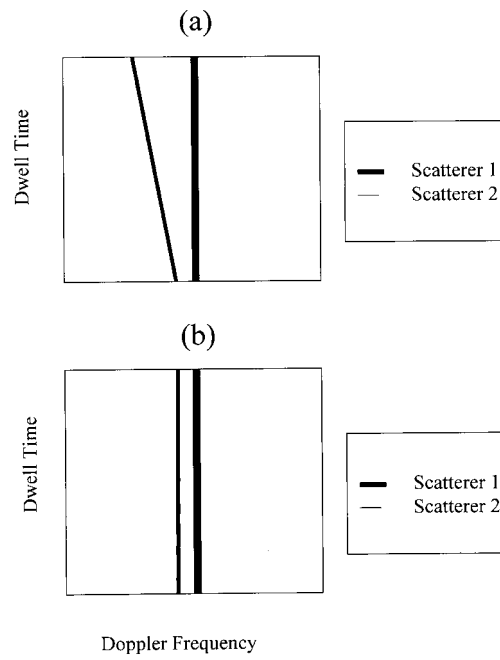 (a)
Dwell Time
Scatterer 1
Scatterer 2
(b)
Dwell Time
Scatterer 1
Scatterer 2
Doppler Frequency